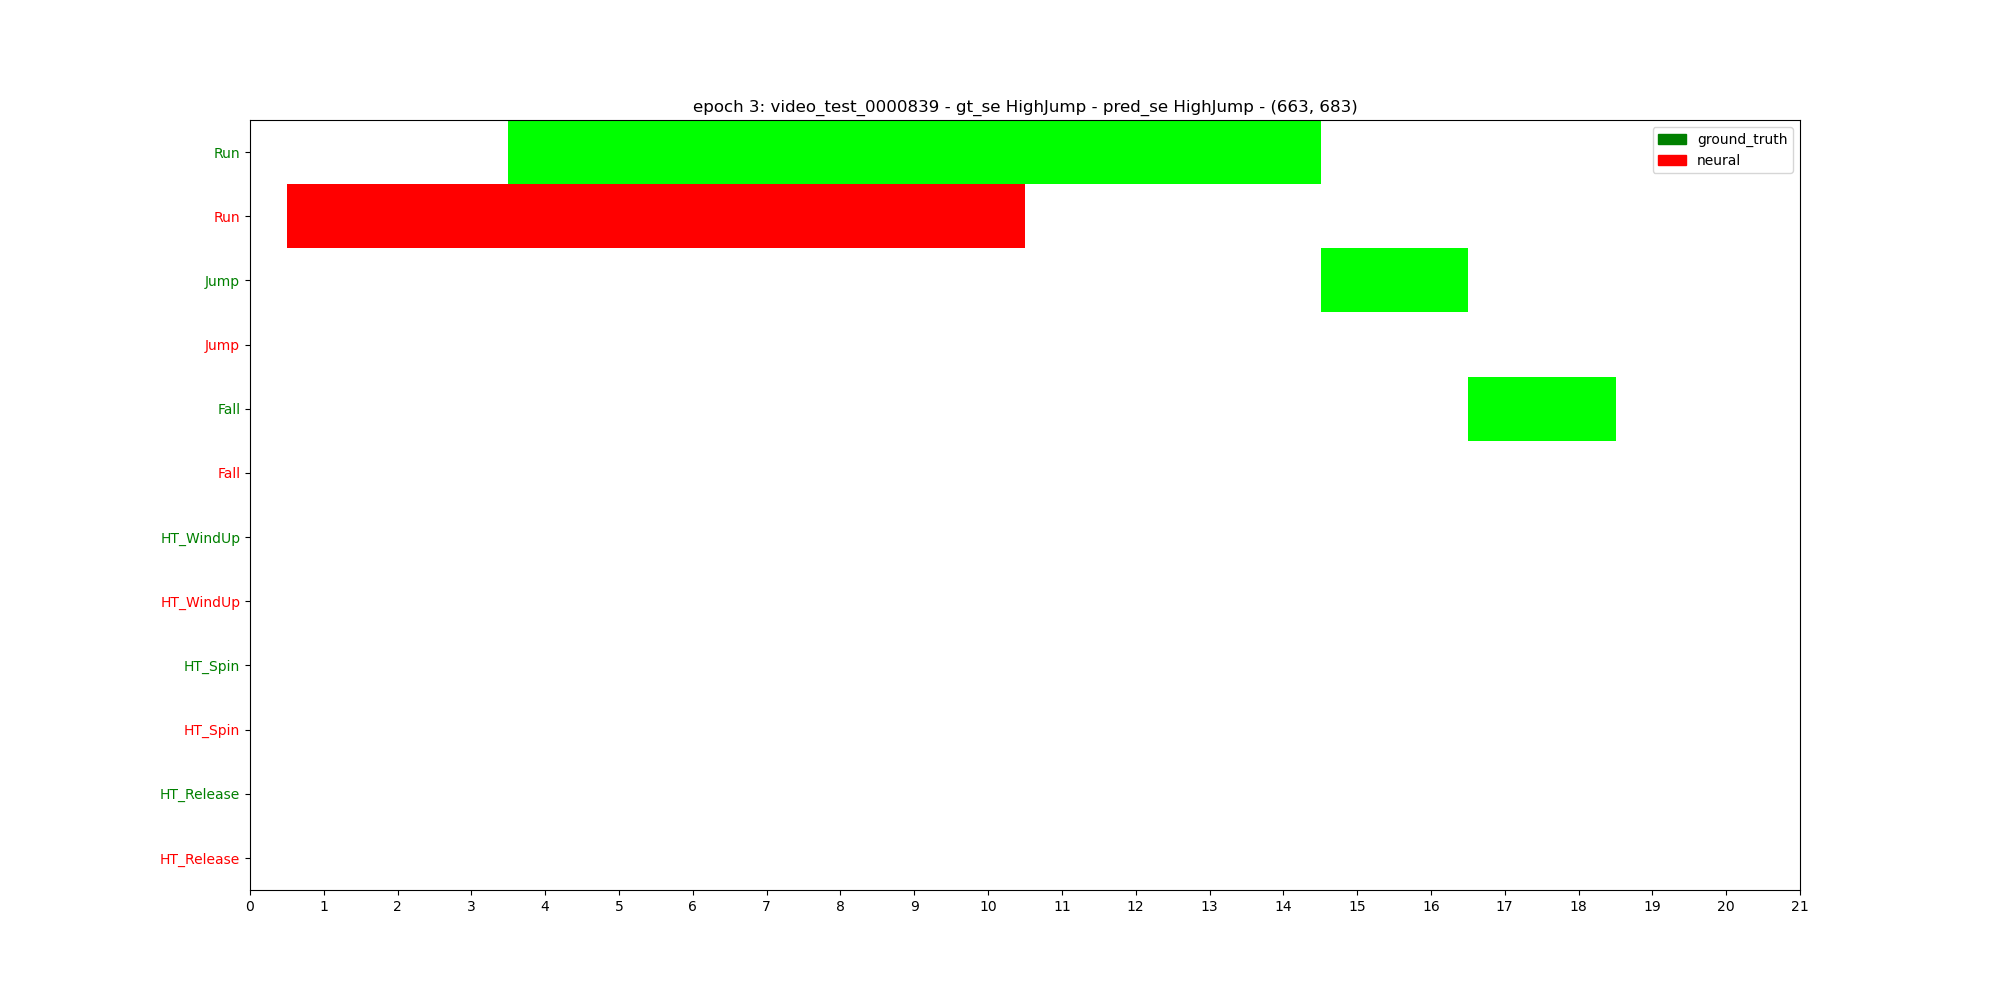 epoch 3: video_test_0000839 - gt_se HighJump - pred_se HighJump - (663, 683)
ground_truth
neural
Run
Run
Jump
Jump
Fall
Fall
HT_WindUp
HT_WindUp
HT_Spin
HT_Spin
HT_Release
HT_Release
0 1 2 3 4 5 6 7 8 9 10 11 12 13 14 15 16 17 18 19 20 21